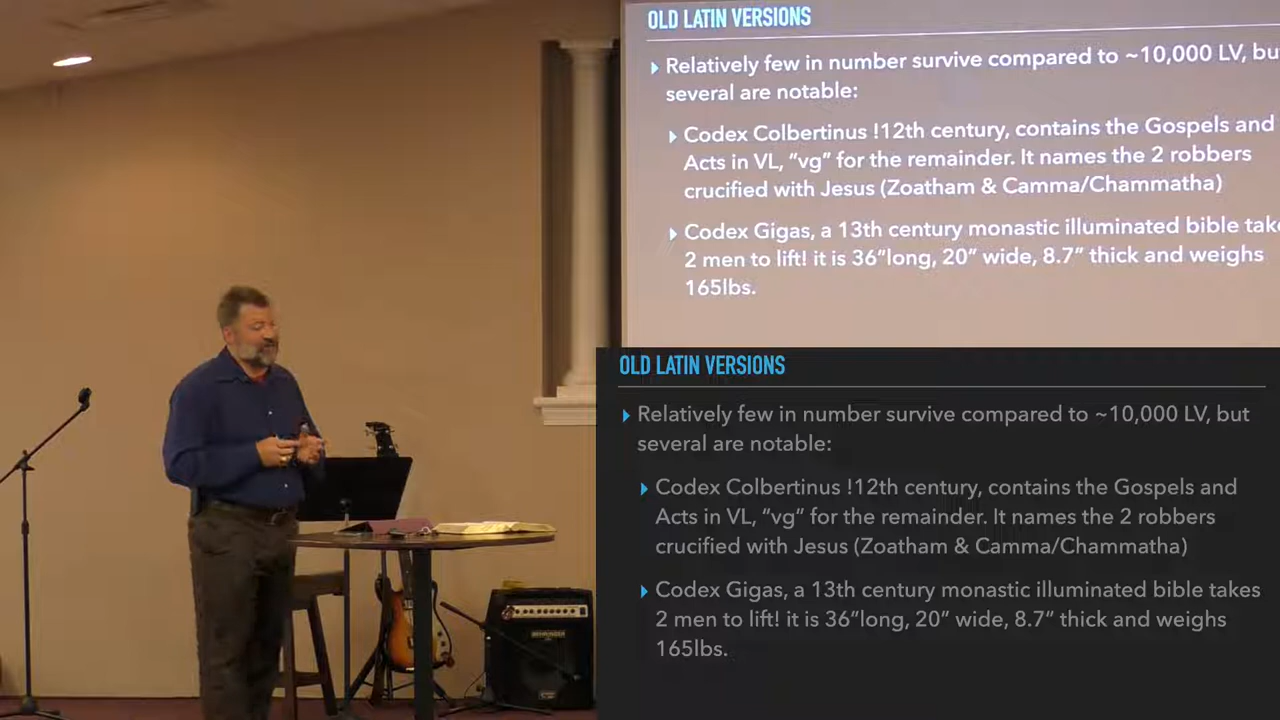 OLD LATIN VERSIONS
Relatively few in number survive compared to ~10,000 LV, bu
several are notable:
Codex Colbertinus !12th century, contains the Gospels and
Acts in VL, “vg” for the remainder. It names the 2 robbers
crucified with Jesus (Zoatham & Camma/Chammatha)
Codex Gigas, a 13th century monastic illuminated bible take
2 men to lift! it is 36”long, 20” wide, 8.7” thick and weighs
165lbs.
OLD LATIN VERSIONS
Relatively few in number survive compared to ~10,000 LV, but
several are notable:
Codex Colbertinus !12th century, contains the Gospels and
Acts in VL, “vg” for the remainder. It names the 2 robbers
crucified with Jesus (Zoatham & Camma/Chammatha)
Codex Gigas, a 13th century monastic illuminated bible takes
2 men to lift! it is 36”long, 20” wide, 8.7” thick and weighs
165lbs.
BEHRINGER